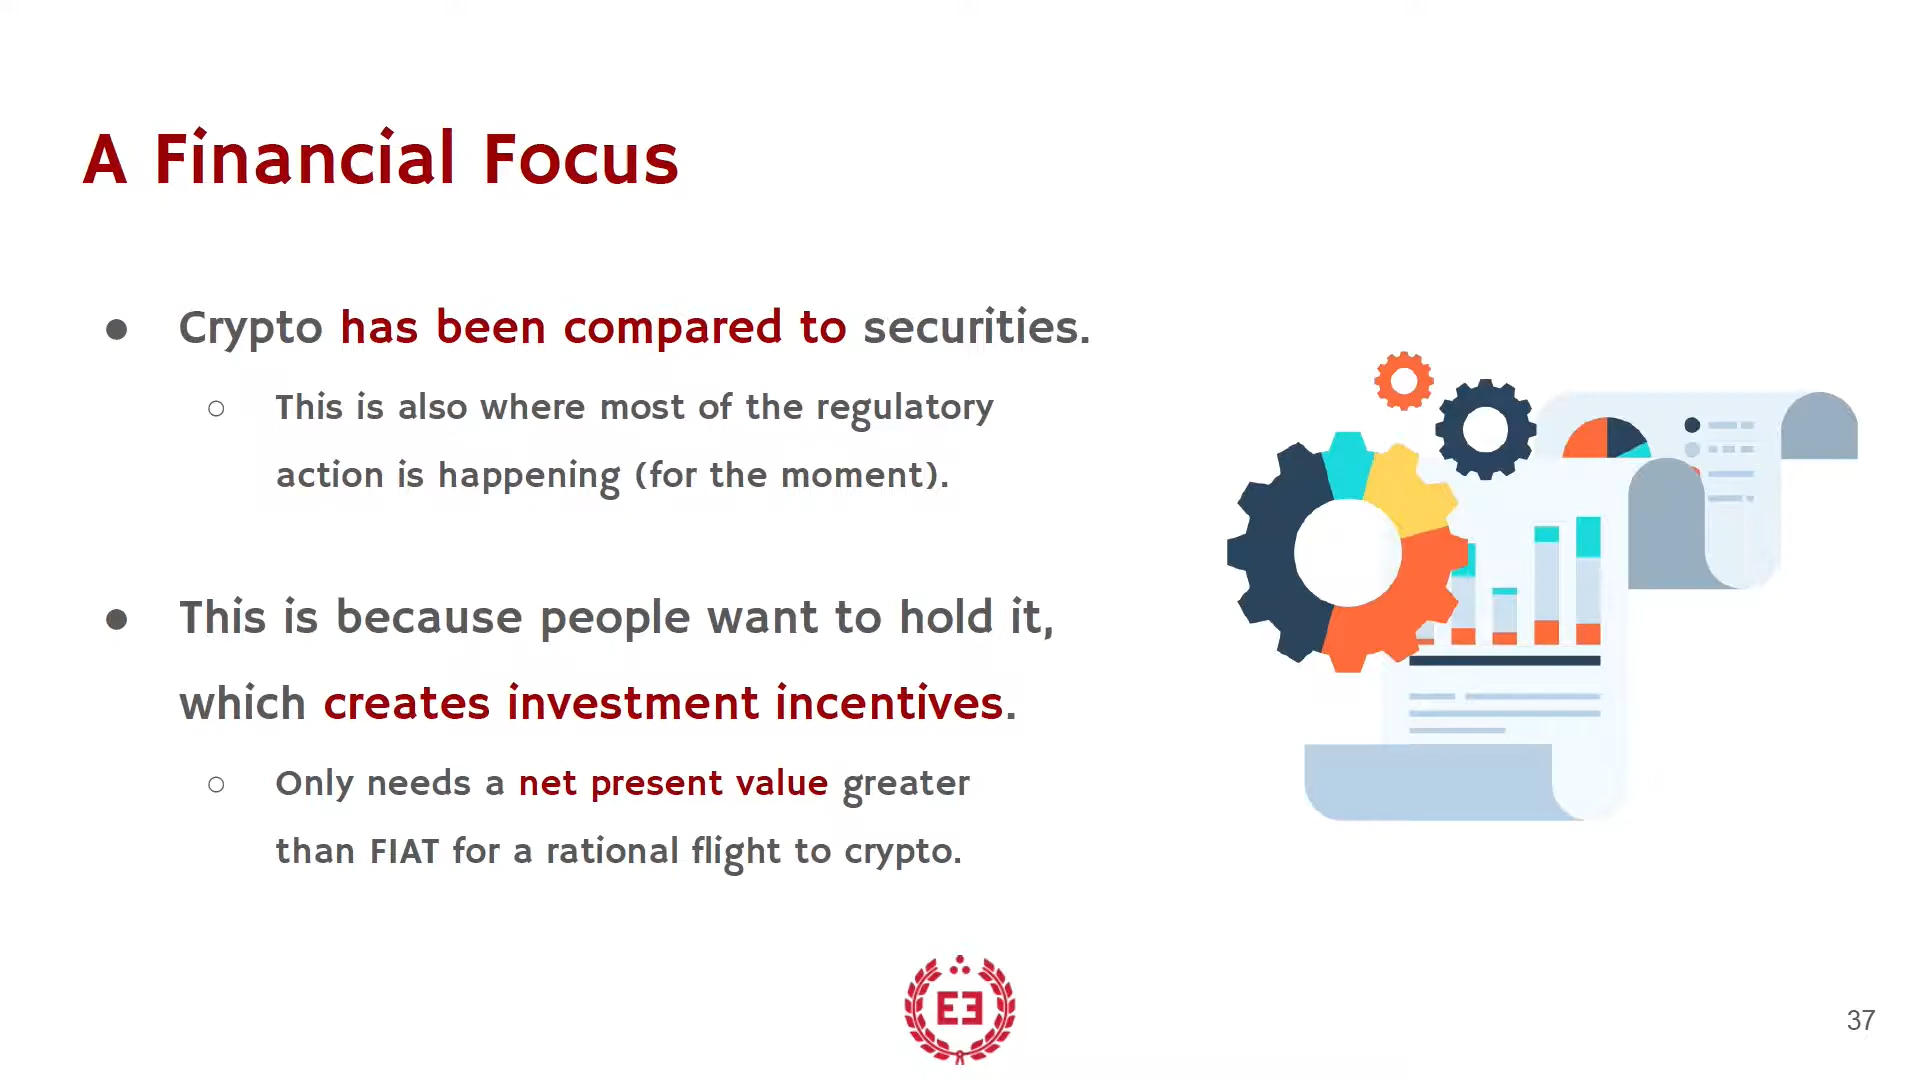 A Financial Focus
● Crypto has been compared to securities.
○ This is also where most of the regulatory
action is happening (for the moment).
● This is because people want to hold it,
which creates investment incentives.
○ Only needs a net present value greater
than FIAT for a rational flight to crypto.
EƎ
37